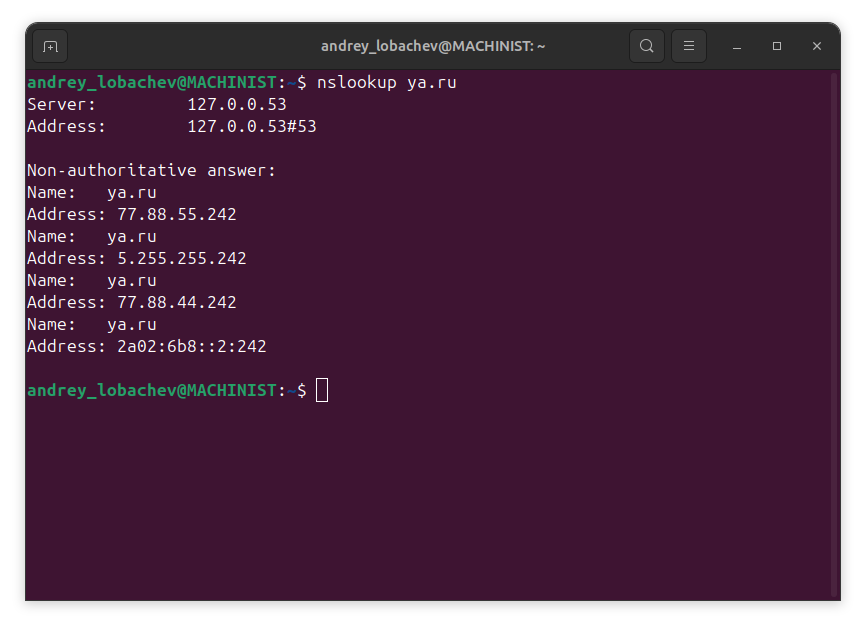 andrey_lobachev@MACHINIST: ~
andrey_lobachev@MACHINIST:~$ nslookup ya.ru
Server:         127.0.0.53
Address:        127.0.0.53#53

Non-authoritative answer:
Name:   ya.ru
Address: 77.88.55.242
Name:   ya.ru
Address: 5.255.255.242
Name:   ya.ru
Address: 77.88.44.242
Name:   ya.ru
Address: 2a02:6b8::2:242

andrey_lobachev@MACHINIST:~$